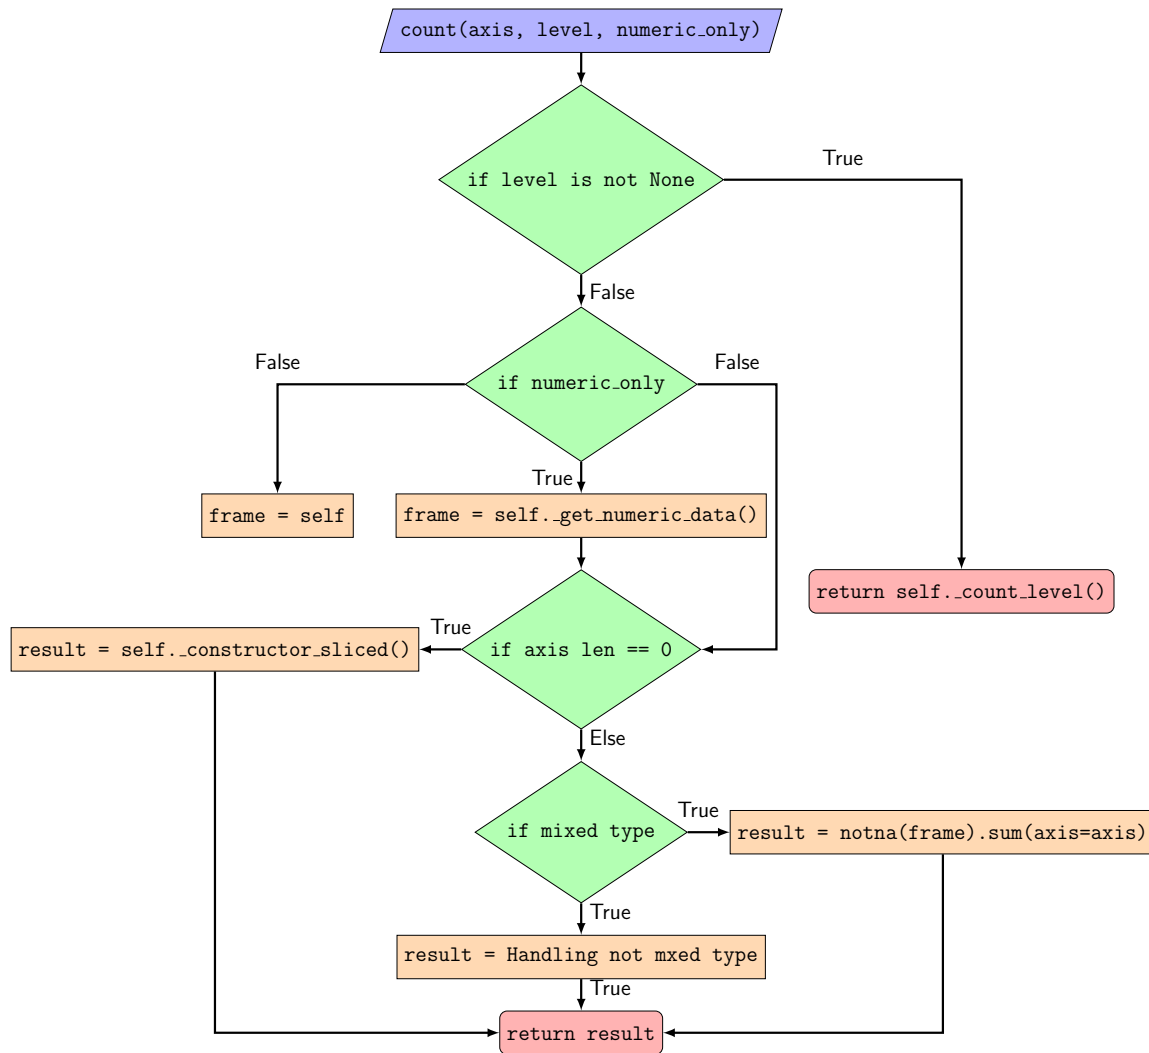 count(axis, level, numeric_only)
True
if level is not None
False
False
False
if numeric_only
True
frame = self
frame = self._get_numeric_data()
return self._count_level()
True
result = self._constructor_sliced()
if axis len == 0
Else
True
if mixed type
result = notna(frame).sum(axis=axis)
True
result = Handling not mxed type
True
return result